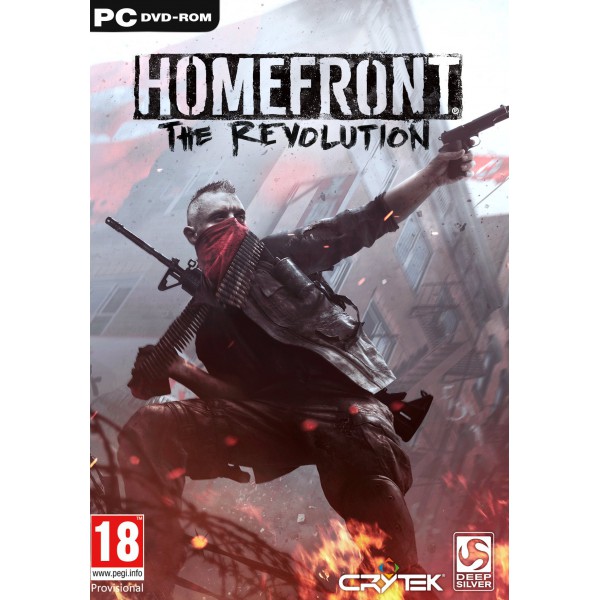 PC DVD-ROM
HOMEFRONT®
THE REVOLUTION
18
www.pegi.info
Provisional
CRYTEK
DEEP
SILVER